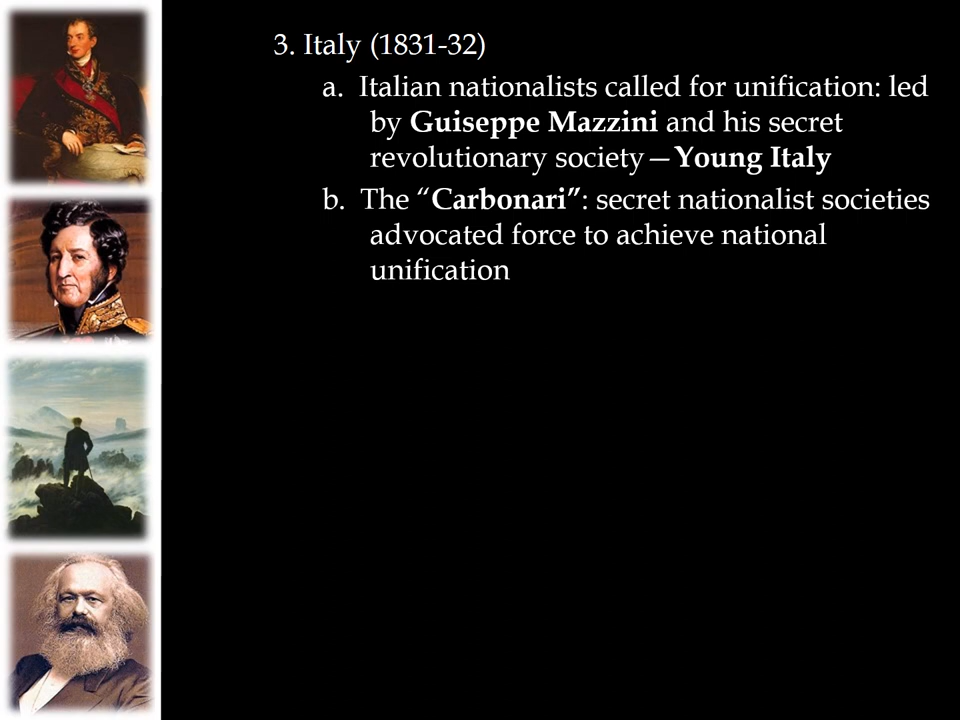 3. Italy (1831-32)
a. Italian nationalists called for unification: led
by Guiseppe Mazzini and his secret
revolutionary society—Young Italy
b. The “Carbonari”: secret nationalist societies
advocated force to achieve national
unification